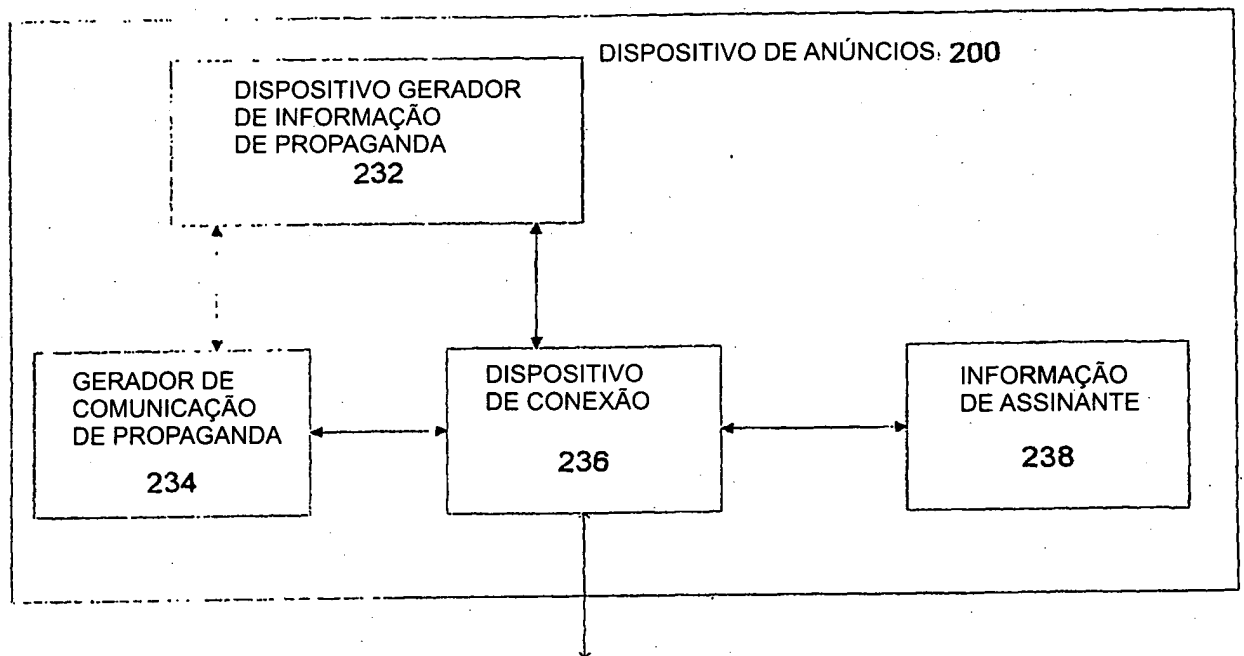 DISPOSITIVO DE ANÚNCIOS: 200
DISPOSITIVO GERADOR
DE INFORMAÇÃO
DE PROPAGANDA
232
GERADOR DE
COMUNICAÇÃO
DE PROPAGANDA
234
DISPOSITIVO
DE CONEXÃO
236
INFORMAÇÃO
DE ASSINANTE
238